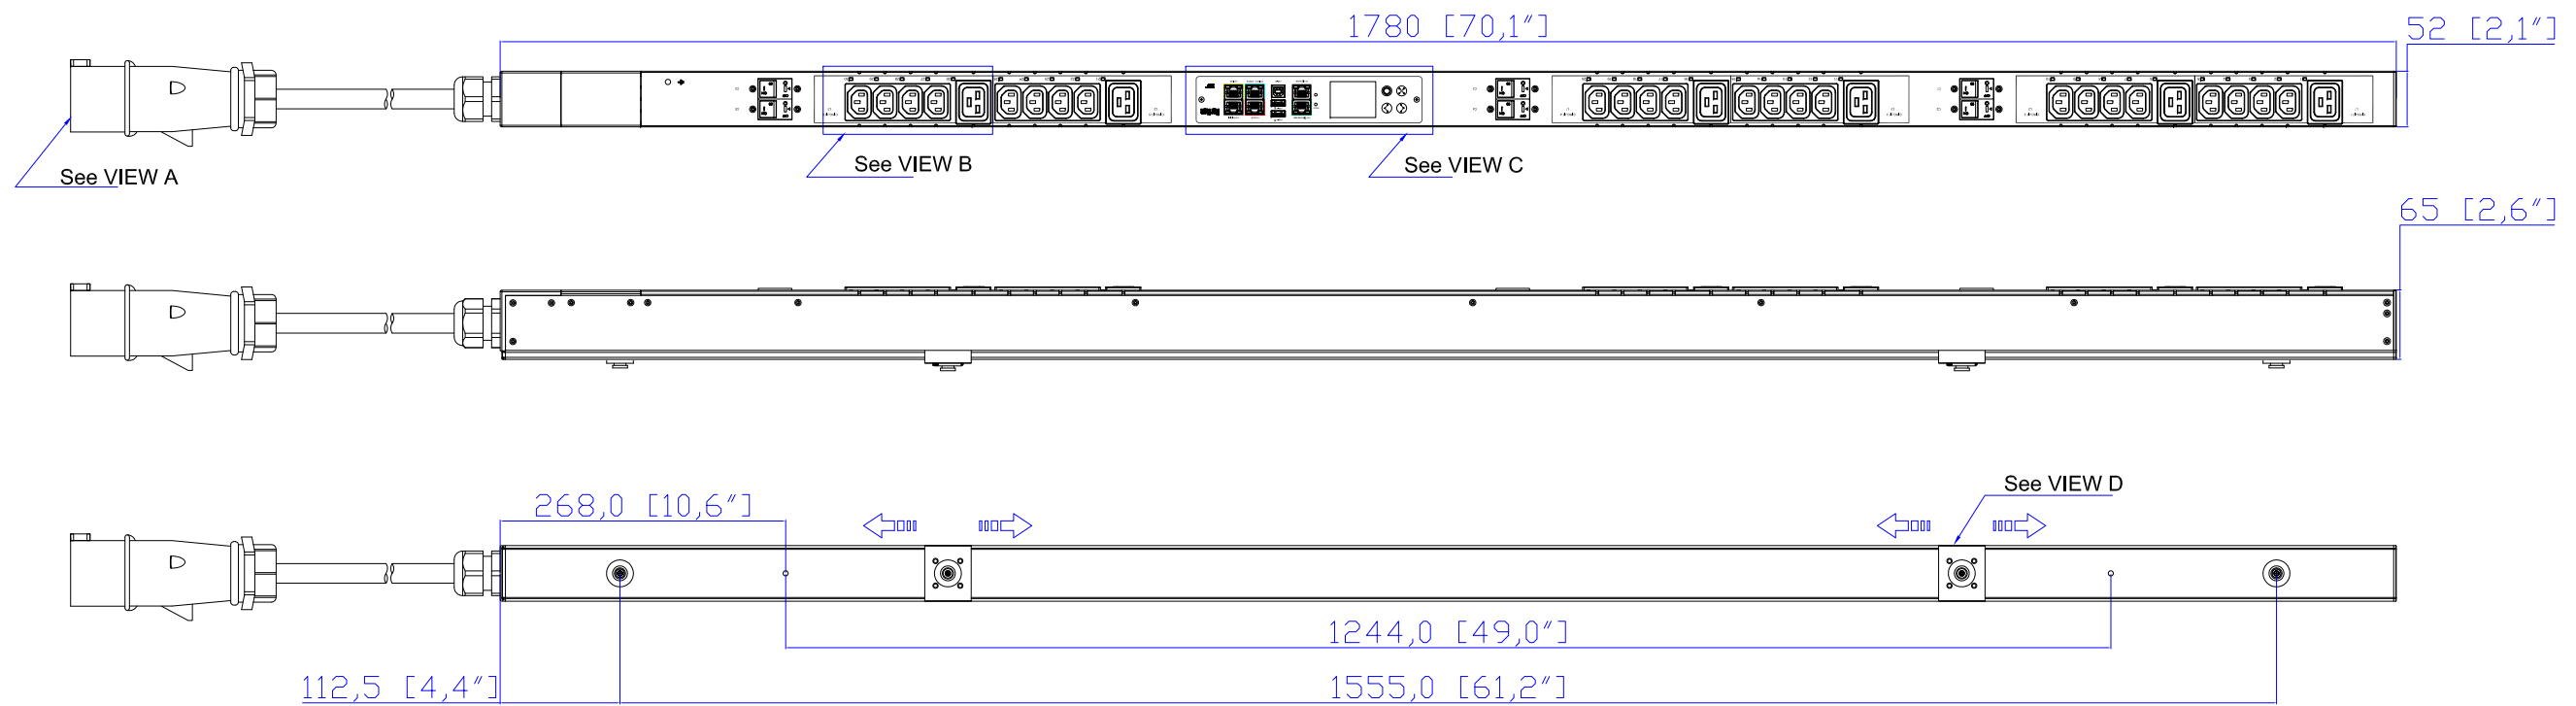 1780 [70,1"]
52 [2,1"]
See VIEW A
See VIEW B
See VIEW C
65 [2,6"]
See VIEW D
268,0 [10,6"]
1244,0 [49,0"]
112,5 [4,4"]
1555,0 [61,2"]